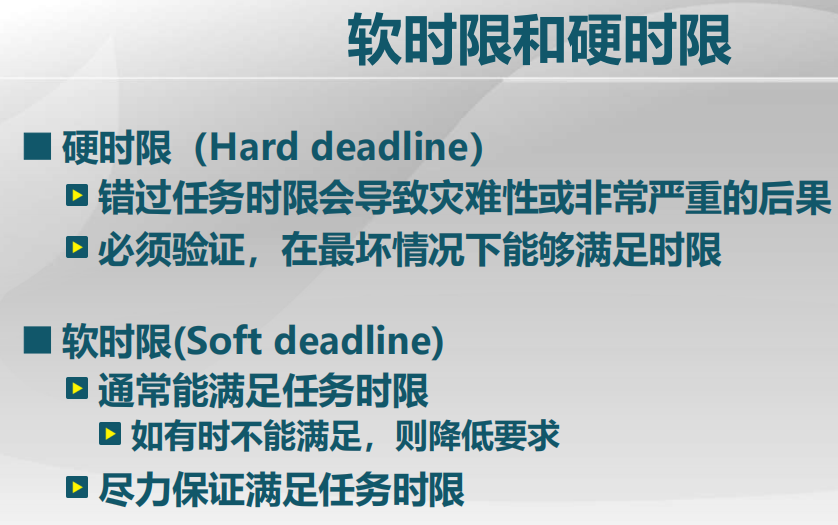 软时限和硬时限
硬时限（Hard deadline）
错过任务时限会导致灾难性或非常严重的后果
必须验证，在最坏情况下能够满足时限
软时限(Soft deadline)
通常能满足任务时限
如有时不能满足，则降低要求
尽力保证满足任务时限